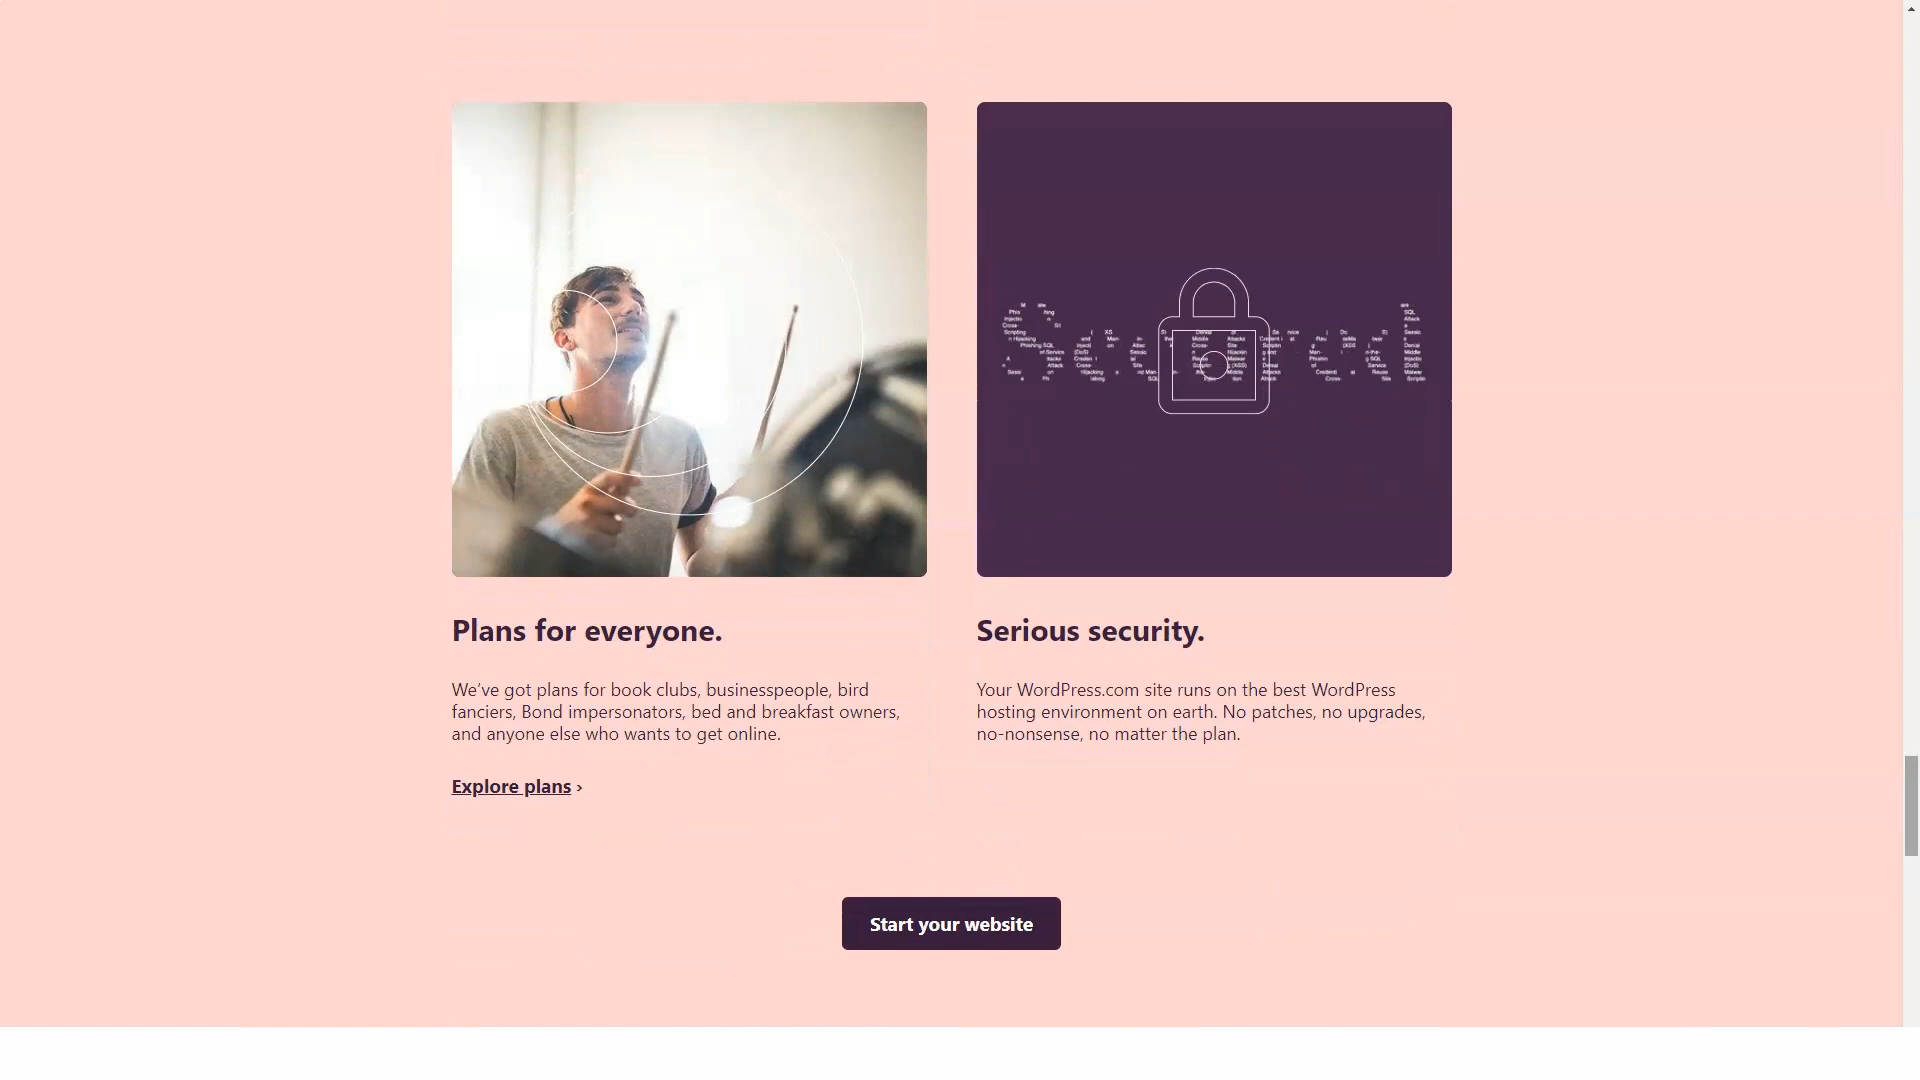 Plans for everyone.
We've got plans for book clubs, businesspeople, bird
fanciers, Bond impersonators, bed and breakfast owners,
and anyone else who wants to get online.
Explore plans ›
Serious security.
Your WordPress.com site runs on the best WordPress
hosting environment on earth. No patches, no upgrades,
no-nonsense, no matter the plan.
Start your website